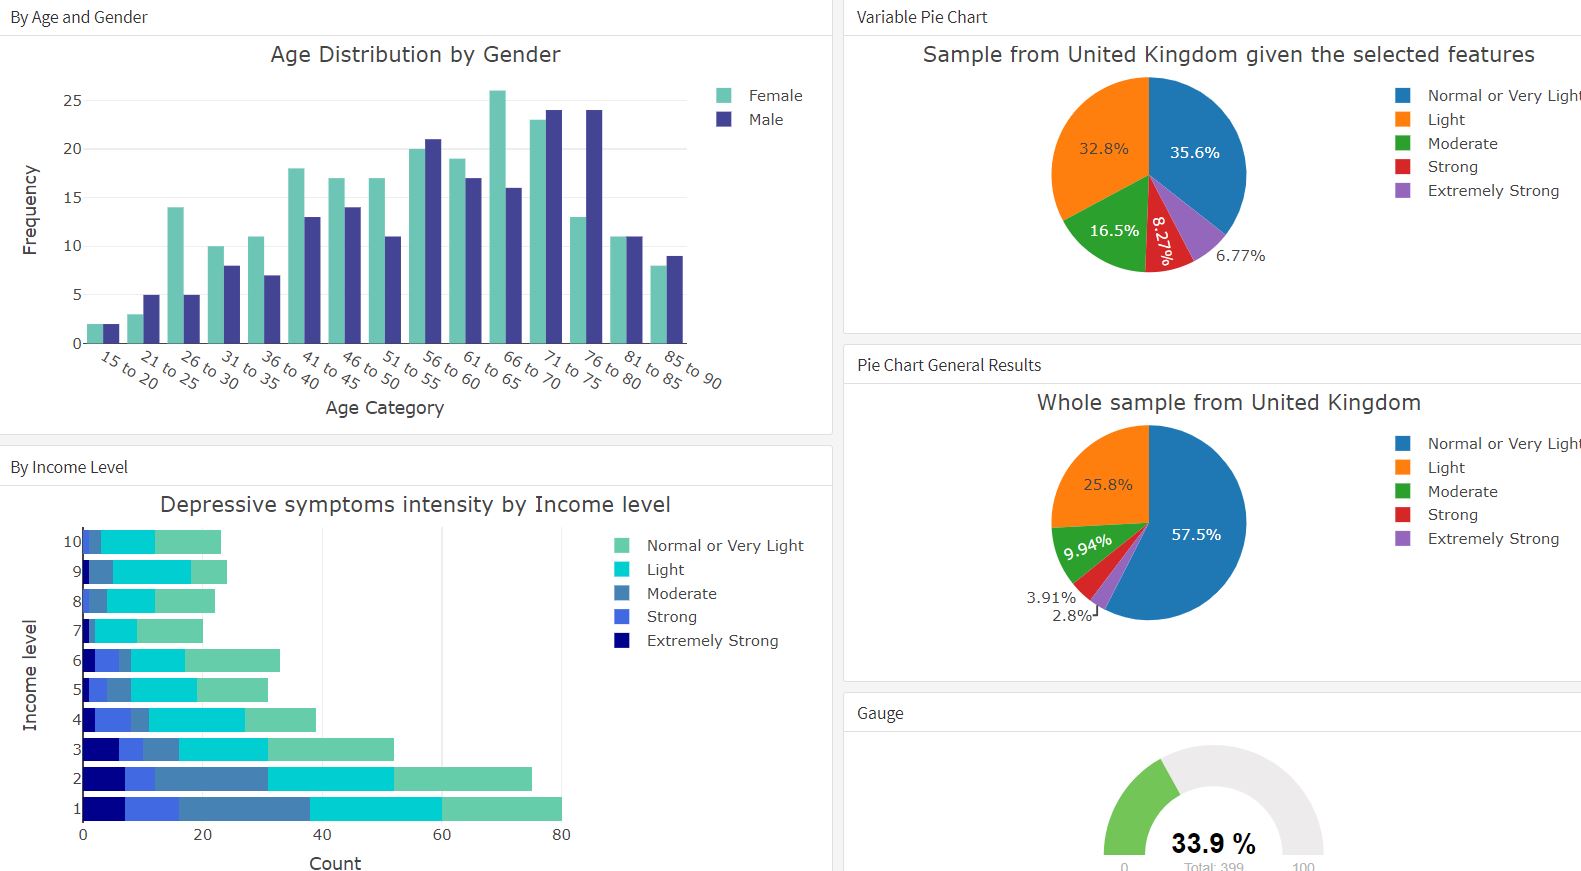 By Age and Gender
Age Distribution by Gender
Female
Male
Frequency
25
20
15
10
5
0
15 to 20
21 to 25
26 to 30
31 to 35
36 to 40
41 to 45
46 to 50
51 to 55
56 to 60
61 to 65
66 to 70
71 to 75
76 to 80
81 to 85
85 to 90
Age Category
By Income Level
Depressive symptoms intensity by Income level
Normal or Very Light
Light
Moderate
Strong
Extremely Strong
Income level
10
9
8
7
6
5
4
3
2
1
0 20 40 60 80
Count
Variable Pie Chart
Sample from United Kingdom given the selected features
Normal or Very Light
Light
Moderate
Strong
Extremely Strong
32.8%
35.6%
16.5%
8.27%
6.77%
Pie Chart General Results
Whole sample from United Kingdom
Normal or Very Light
Light
Moderate
Strong
Extremely Strong
25.8%
57.5%
9.94%
3.91%
2.8%
Gauge
33.9 %
0 Total: 399 100